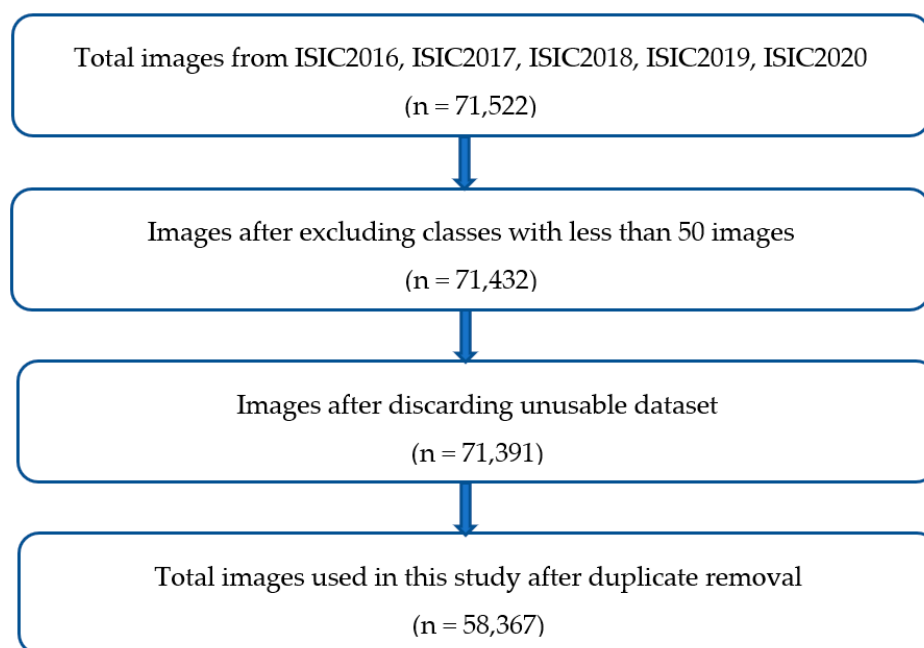 Total images from ISIC2016, ISIC2017, ISIC2018, ISIC2019, ISIC2020
(n = 71,522)
Images after excluding classes with less than 50 images
(n = 71,432)
Images after discarding unusable dataset
(n = 71,391)
Total images used in this study after duplicate removal
(n = 58,367)